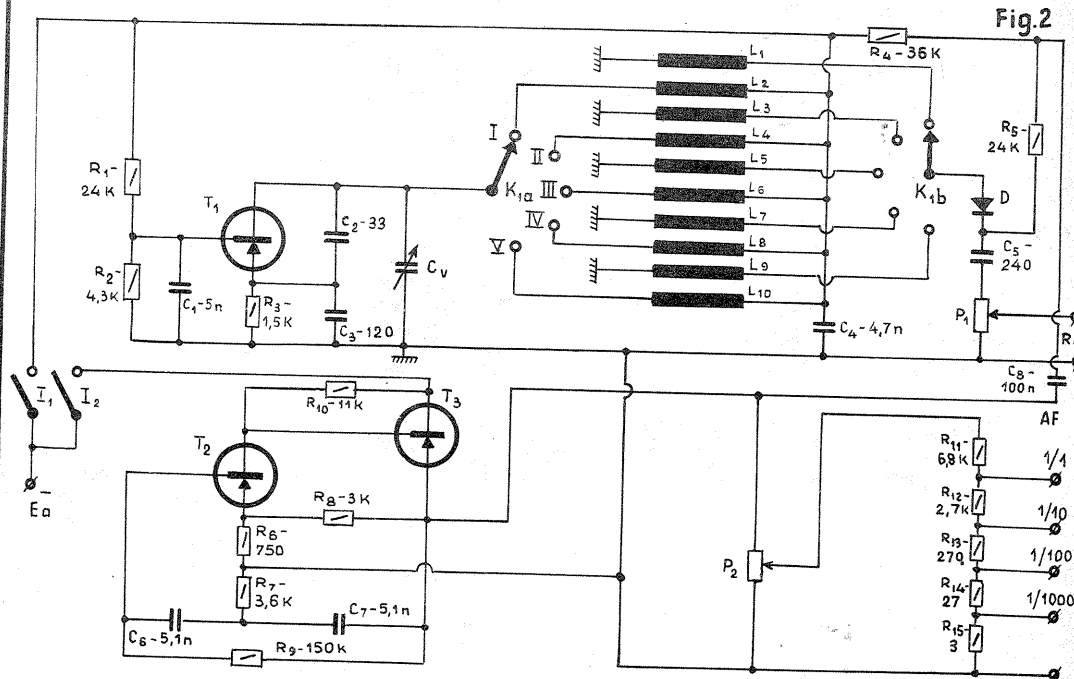 Fig.2
R4-36K
L1
L2
L3
L4
L5
L6
L7
L8
L9
L10
R5-
24K
R1-
24K
T1
C2-33
Cv
I
II
III
IV
V
K1a
K1b
D
C5-
240
R2-
4,3K
C1-5n
R3-
1,5K
C3-120
C4-4,7n
P1
R
C8-
100n
AF
I1
I2
Ea
R10-11K
T3
T2
R8-3K
R6-
750
R7-
3,6K
C6-5,1n
C7-5,1n
R9-150K
P2
R11-
6,8K
1/1
R12-
2,7K
1/10
R13-
270
1/100
R14-
27
1/1000
R15-
3